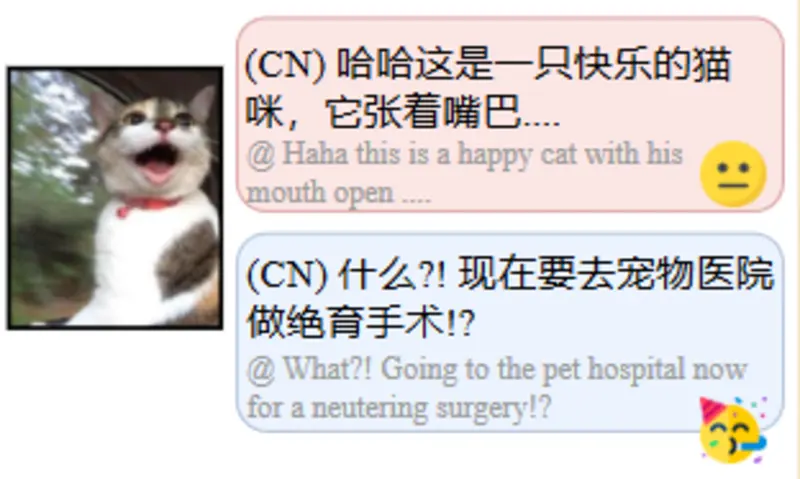 (CN) 哈哈这是一只快乐的猫
咪，它张着嘴巴....
@ Haha this is a happy cat with his
mouth open ....
(CN) 什么?! 现在要去宠物医院
做绝育手术!?
@ What?! Going to the pet hospital now
for a neutering surgery!?